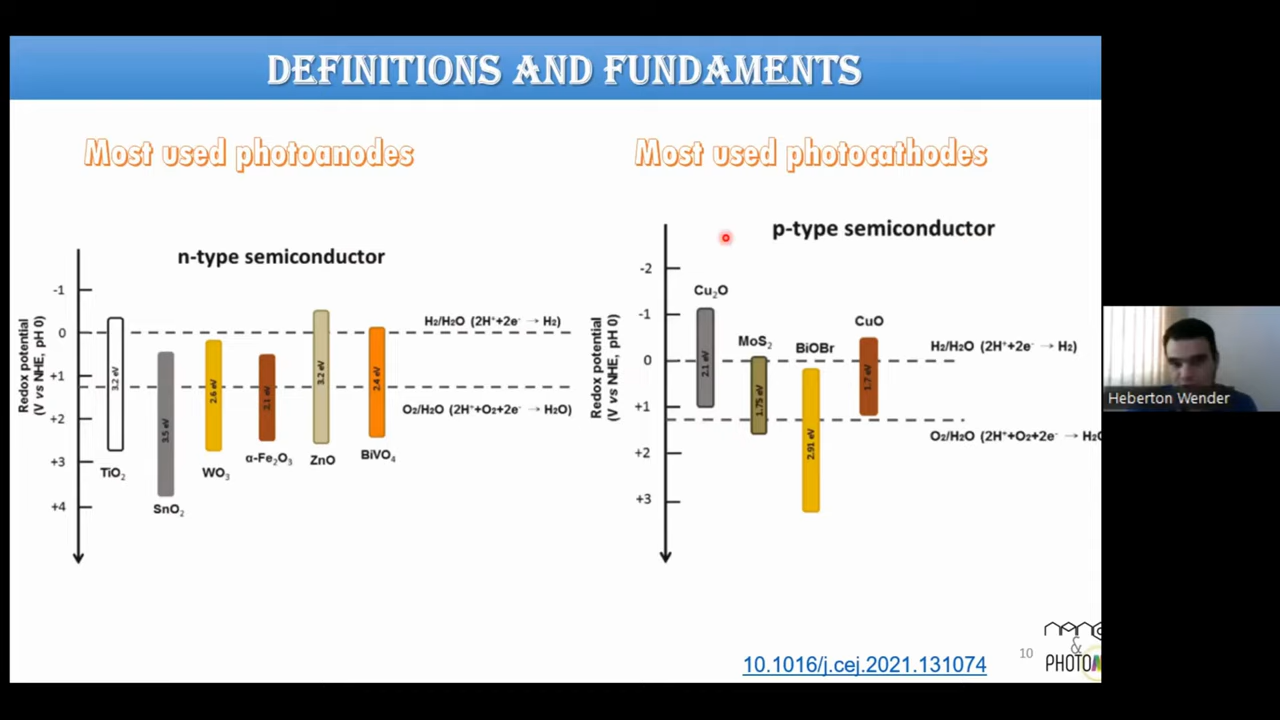 DEFINITIONS AND FUNDAMENTS
Most used photoanodes
n-type semiconductor
Redox potential
(V vs NHE, pH 0)
-1
0
+1
+2
+3
+4
3.2 eV
3.5 eV
2.6 eV
2.1 eV
3.2 eV
2.4 eV
TiO₂
SnO₂
WO₃
α-Fe₂O₃
ZnO
BiVO₄
H₂/H₂O (2H⁺+2e⁻ → H₂)
O₂/H₂O (2H⁺+O₂+2e⁻ → H₂O)
Most used photocathodes
p-type semiconductor
Redox potential
(V vs NHE, pH 0)
-2
-1
0
+1
+2
+3
Cu₂O
MoS₂
BiOBr
CuO
2.1 eV
1.75 eV
2.91 eV
1.7 eV
H₂/H₂O (2H⁺+2e⁻ → H₂)
O₂/H₂O (2H⁺+O₂+2e⁻ → H₂O
10.1016/j.cej.2021.131074
10
&
PHOTO
Heberton Wender